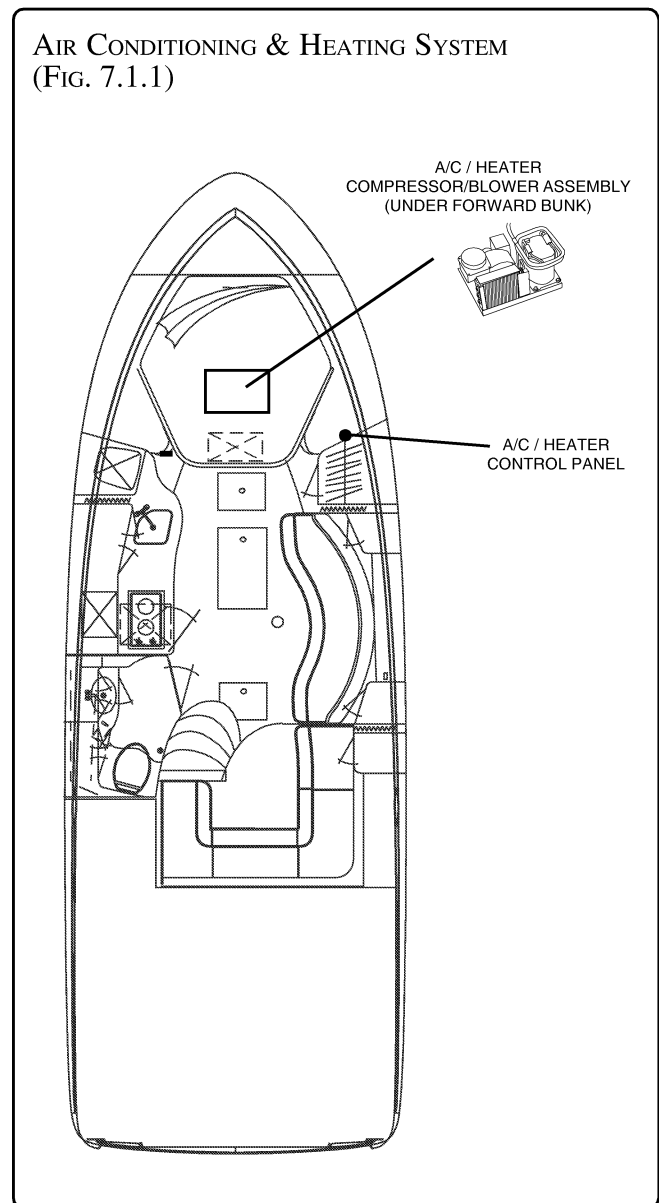 Air Conditioning & Heating System
(Fig. 7.1.1)
A/C / HEATER
COMPRESSOR/BLOWER ASSEMBLY
(UNDER FORWARD BUNK)
A/C / HEATER
CONTROL PANEL